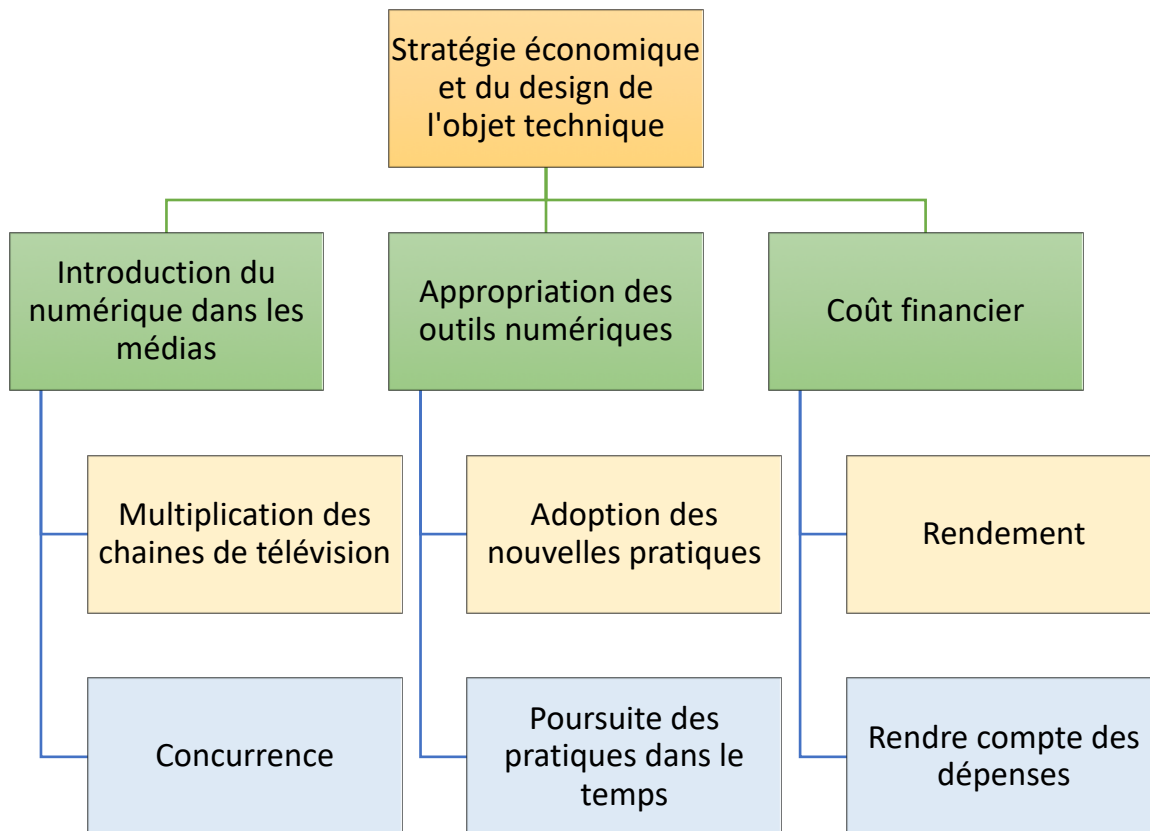 Stratégie économique
et du design de
l'objet technique
Introduction du
numérique dans les
médias
Appropriation des
outils numériques
Coût financier
Multiplication des
chaines de télévision
Adoption des
nouvelles pratiques
Rendement
Concurrence
Poursuite des
pratiques dans le
temps
Rendre compte des
dépenses